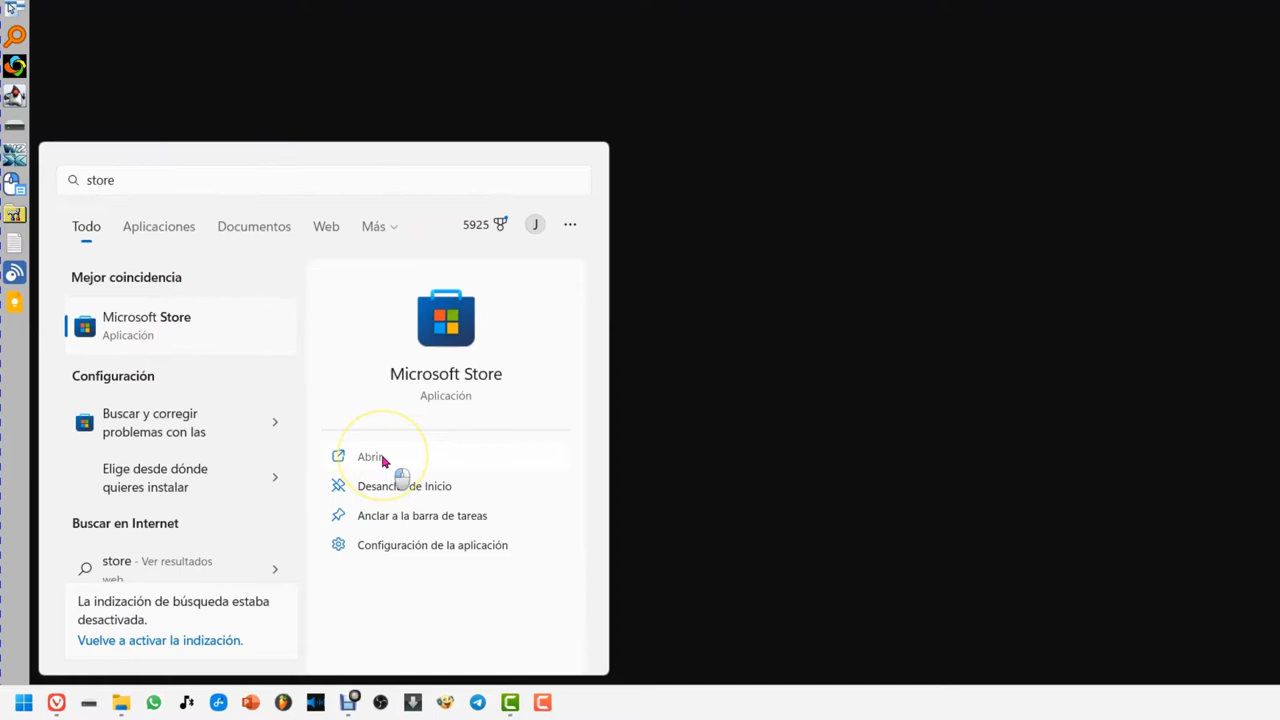 store
Todo Aplicaciones Documentos Web Más 5925 J
Mejor coincidencia
Microsoft Store
Aplicación
Configuración
Buscar y corregir
problemas con las
Elige desde dónde
quieres instalar
Buscar en Internet
store - Ver resultados
web
La indización de búsqueda estaba
desactivada.
Vuelve a activar la indización.
Microsoft Store
Aplicación
Abrir
Desanclar de Inicio
Anclar a la barra de tareas
Configuración de la aplicación